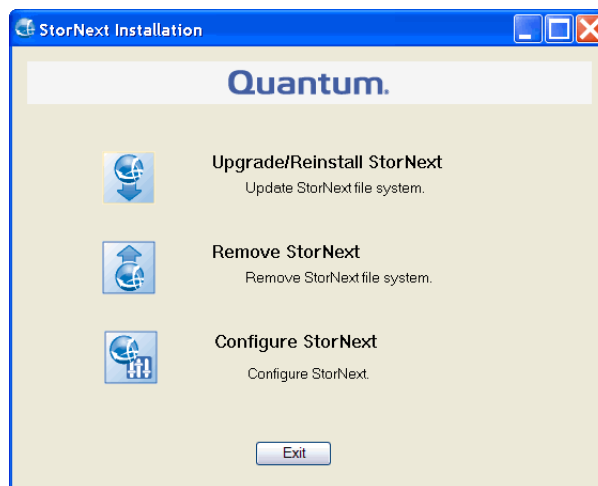 StorNext Installation
Quantum.
Upgrade/Reinstall StorNext
Update StorNext file system.
Remove StorNext
Remove StorNext file system.
Configure StorNext
Configure StorNext.
Exit